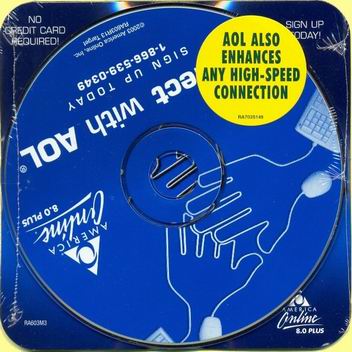 NO
CREDIT CARD
REQUIRED!
SIGN UP
TODAY!
©2003 America Online, Inc.
RA603R13 Target
1-866-539-0349
SIGN UP TODAY
ect with AOL®
AOL ALSO
ENHANCES
ANY HIGH-SPEED
CONNECTION
RA7035149
AMERICA
Online
8.0 PLUS
RA603M3
AMERICA
Online
8.0 PLUS